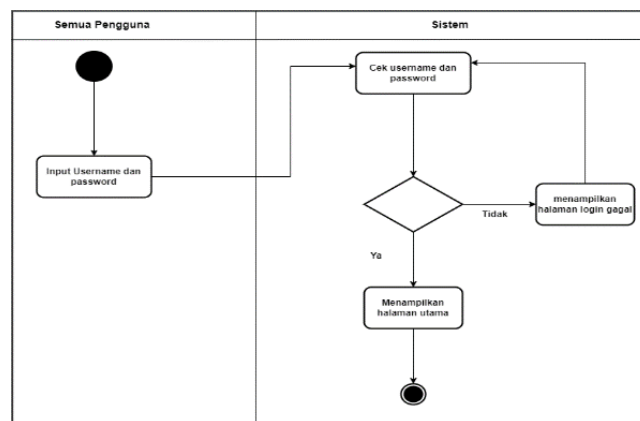 Semua Pengguna
Sistem
Cek username dan
password
Input Username dan
password
menampilkan
halaman login gagal
Tidak
Ya
Menampilkan
halaman utama